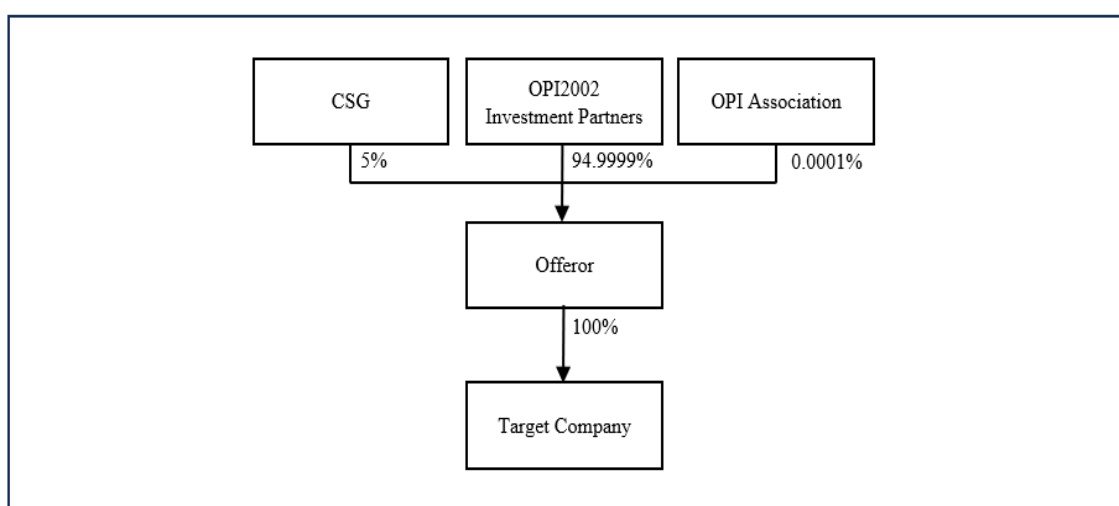 CSG
OPI2002
Investment Partners
OPI Association
5%
94.9999%
0.0001%
Offeror
100%
Target Company